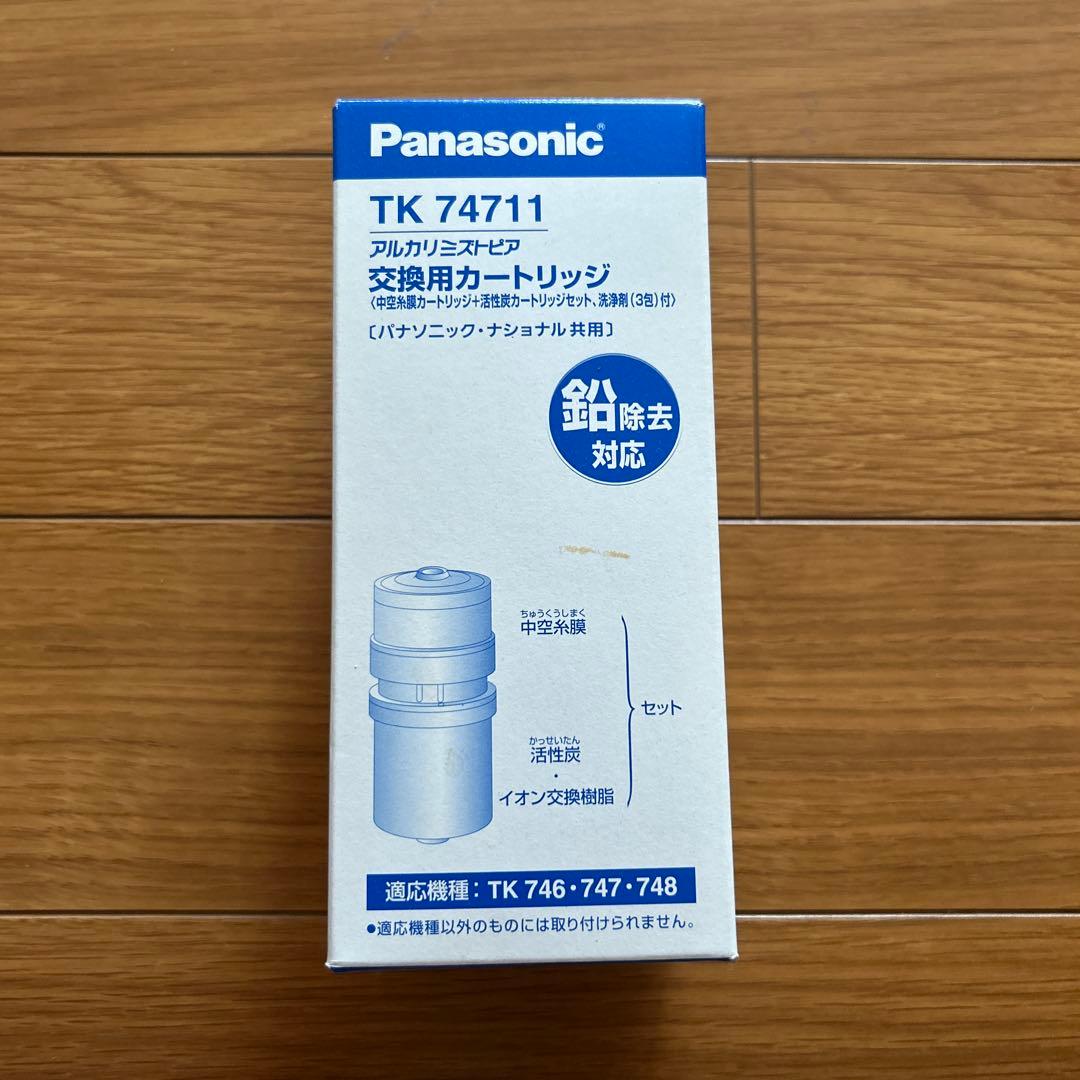 Panasonic®
TK 74711
アルカリミズトピア
交換用カートリッジ
〈中空糸膜カートリッジ+活性炭カートリッジセット、洗浄剤(3包)付〉
〔パナソニック・ナショナル共用〕
鉛除去
対応
ちゅうくうしまく
中空糸膜
セット
かっせいたん
活性炭
・
イオン交換樹脂
適応機種：TK 746・747・748
●適応機種以外のものには取り付けられません。